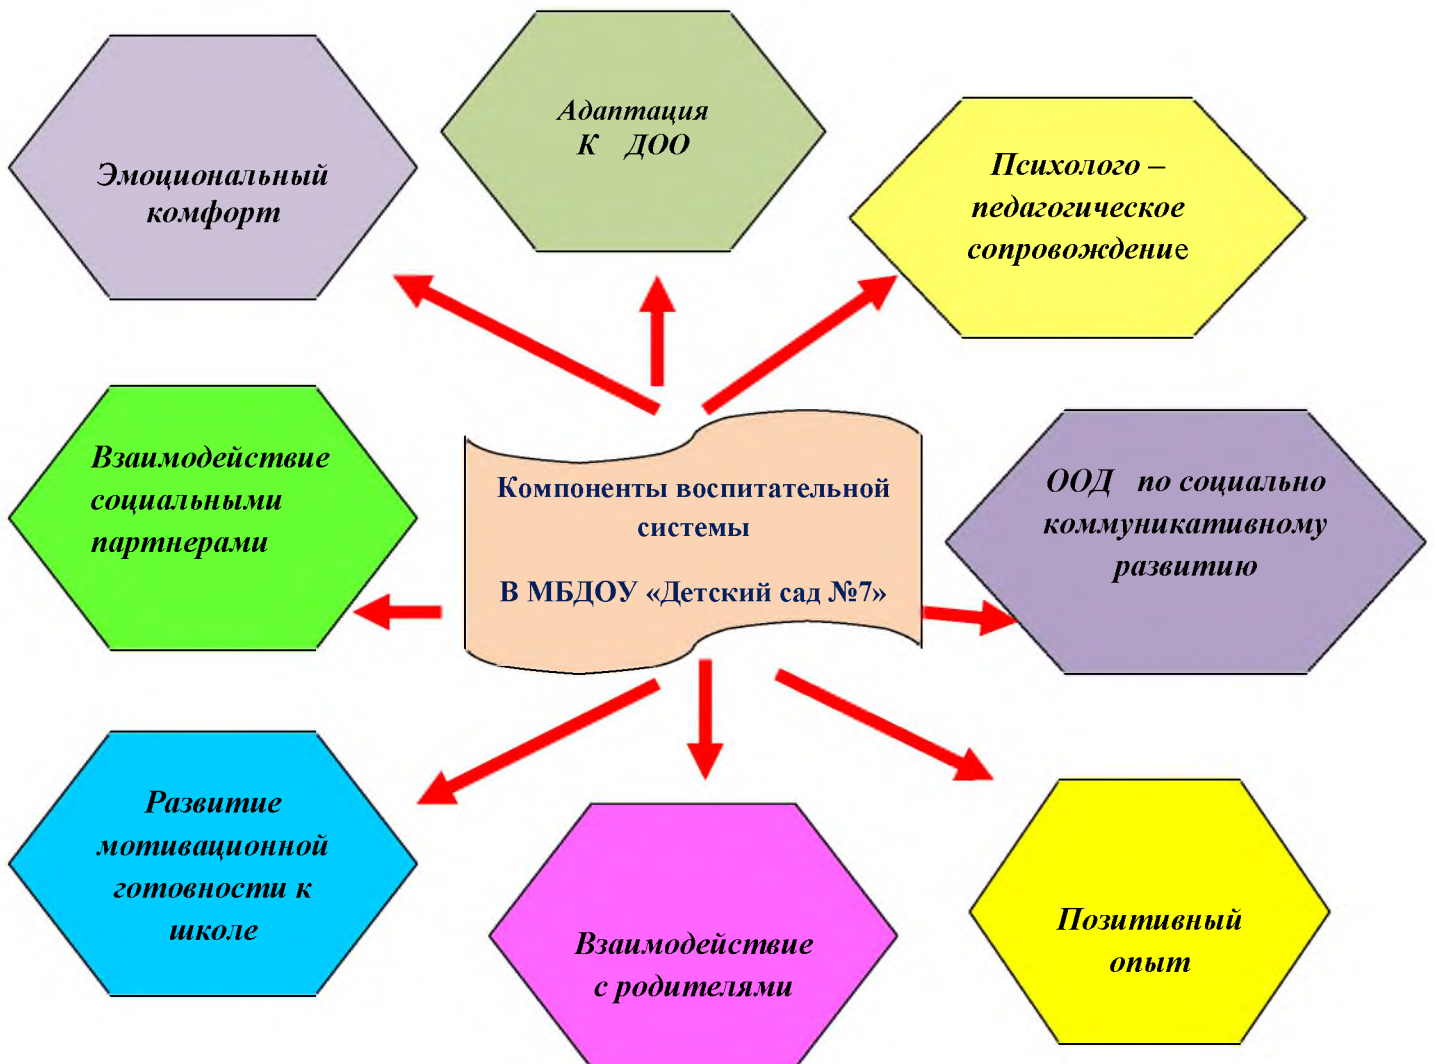 Адаптация
К ДОО
Эмоциональный
комфорт
Психолого –
педагогическое
сопровождение
Взаимодействие
социальными
партнерами
Компоненты воспитательной
системы
В МБДОУ «Детский сад №7»
ООД по социально
коммуникативному
развитию
Развитие
мотивационной
готовности к
школе
Взаимодействие
с родителями
Позитивный
опыт